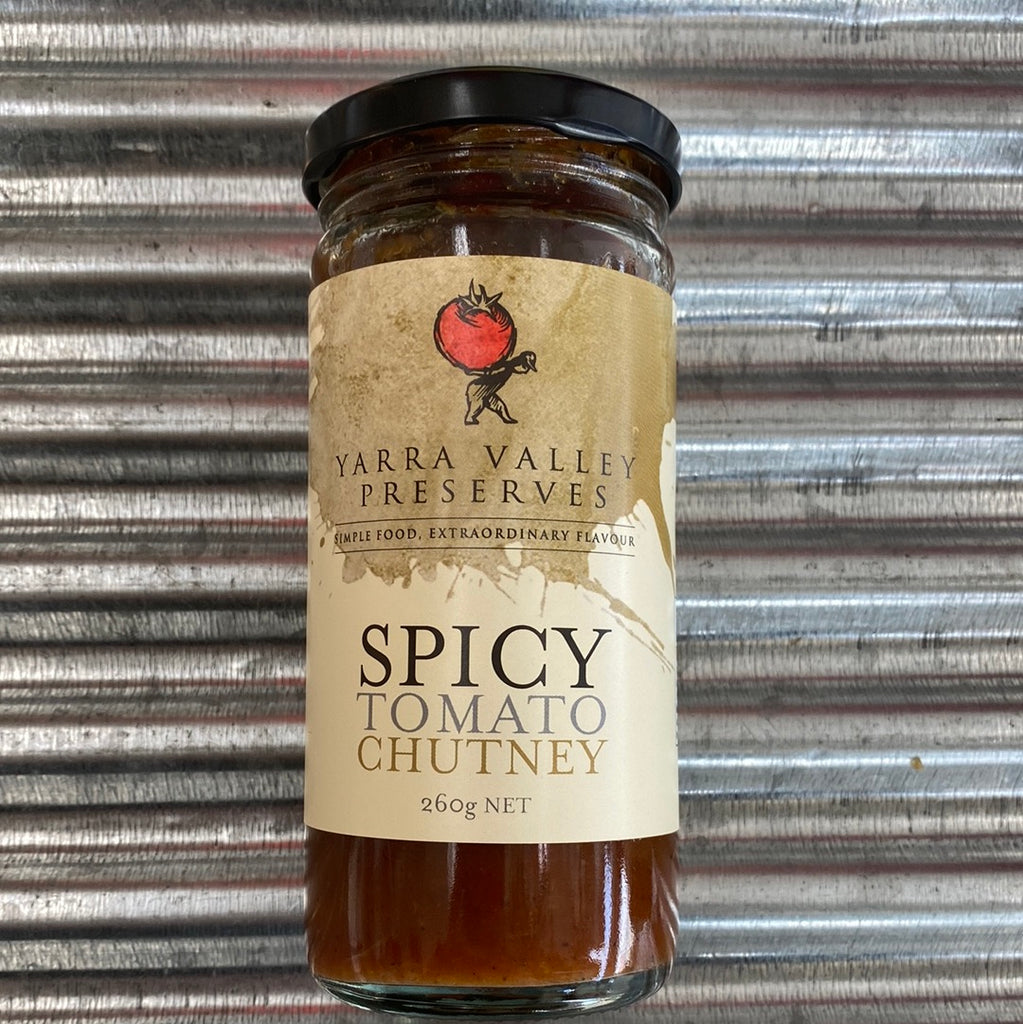 YARRA VALLEY
PRESERVES
SIMPLE FOOD, EXTRAORDINARY FLAVOUR
SPICY
TOMATO
CHUTNEY
260g NET